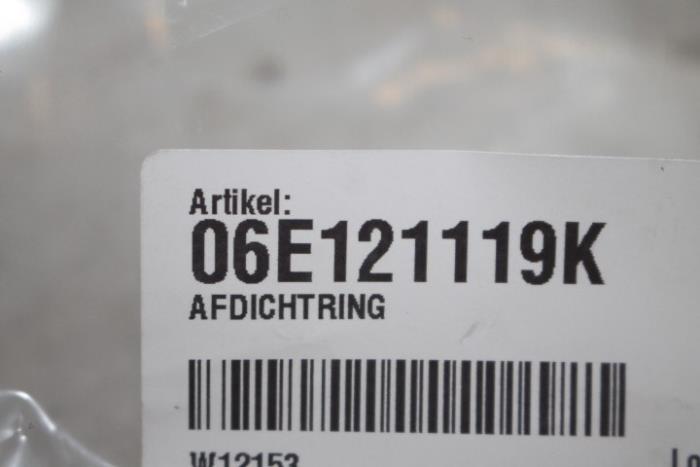 Artikel:
06E121119K
AFDICHTRING
W12153